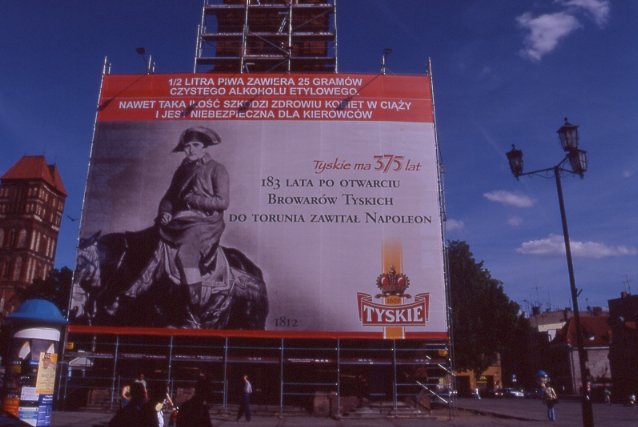 1/2 LITRA PIWA ZAWIERA 25 GRAMÓW
CZYSTEGO ALKOHOLU ETYLOWEGO.
NAWET TAKA ILOŚĆ SZKODZI ZDROWIU KOBIET W CIĄŻY
I JEST NIEBEZPIECZNA DLA KIEROWCÓW
Tyskie ma 375 lat
183 LATA PO OTWARCIU
BROWARÓW TYSKICH
DO TORUNIA ZAWITAŁ NAPOLEON
1812
TYSKIE